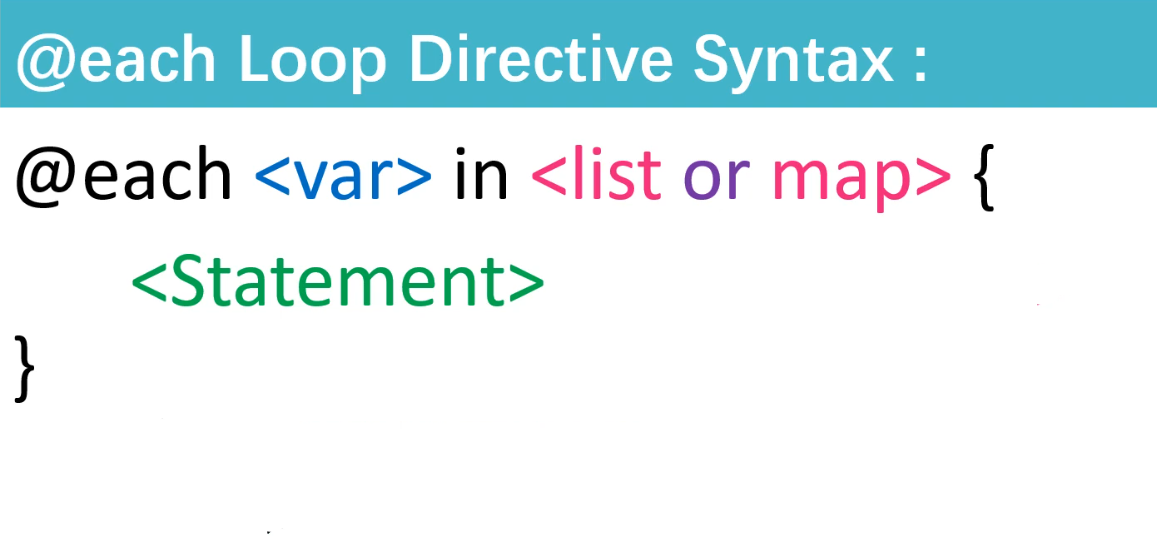 @each Loop Directive Syntax :
@each <var> in <list or map> {
<Statement>
}